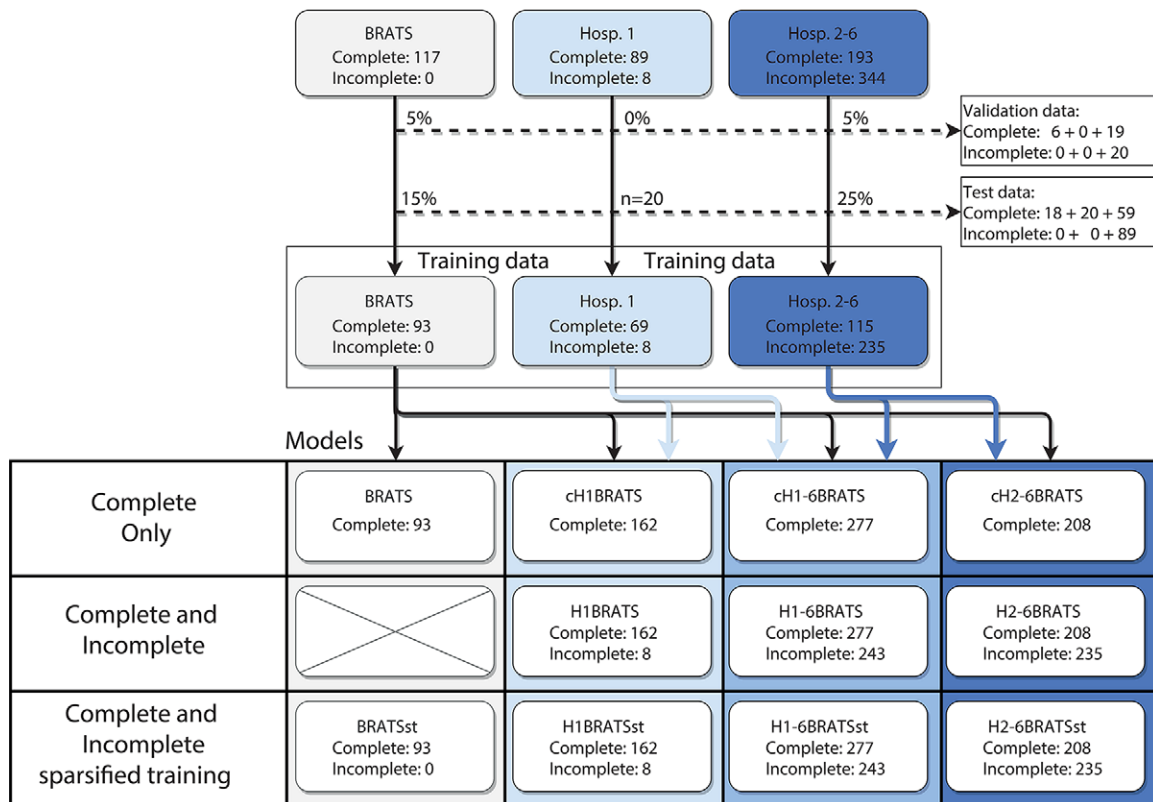 BRATS
Complete: 117
Incomplete: 0
Hosp. 1
Complete: 89
Incomplete: 8
Hosp. 2-6
Complete: 193
Incomplete: 344
5%
0%
5%
Validation data:
Complete: 6 + 0 + 19
Incomplete: 0 + 0 + 20
15%
n=20
25%
Test data:
Complete: 18 + 20 + 59
Incomplete: 0 + 0 + 89
Training data
Training data
BRATS
Complete: 93
Incomplete: 0
Hosp. 1
Complete: 69
Incomplete: 8
Hosp. 2-6
Complete: 115
Incomplete: 235
Models
Complete
Only
BRATS
Complete: 93
cH1BRATS
Complete: 162
cH1-6BRATS
Complete: 277
cH2-6BRATS
Complete: 208
Complete and
Incomplete
H1BRATS
Complete: 162
Incomplete: 8
H1-6BRATS
Complete: 277
Incomplete: 243
H2-6BRATS
Complete: 208
Incomplete: 235
Complete and
Incomplete
sparsified training
BRATSst
Complete: 93
Incomplete: 0
H1BRATSst
Complete: 162
Incomplete: 8
H1-6BRATSst
Complete: 277
Incomplete: 243
H2-6BRATSst
Complete: 208
Incomplete: 235